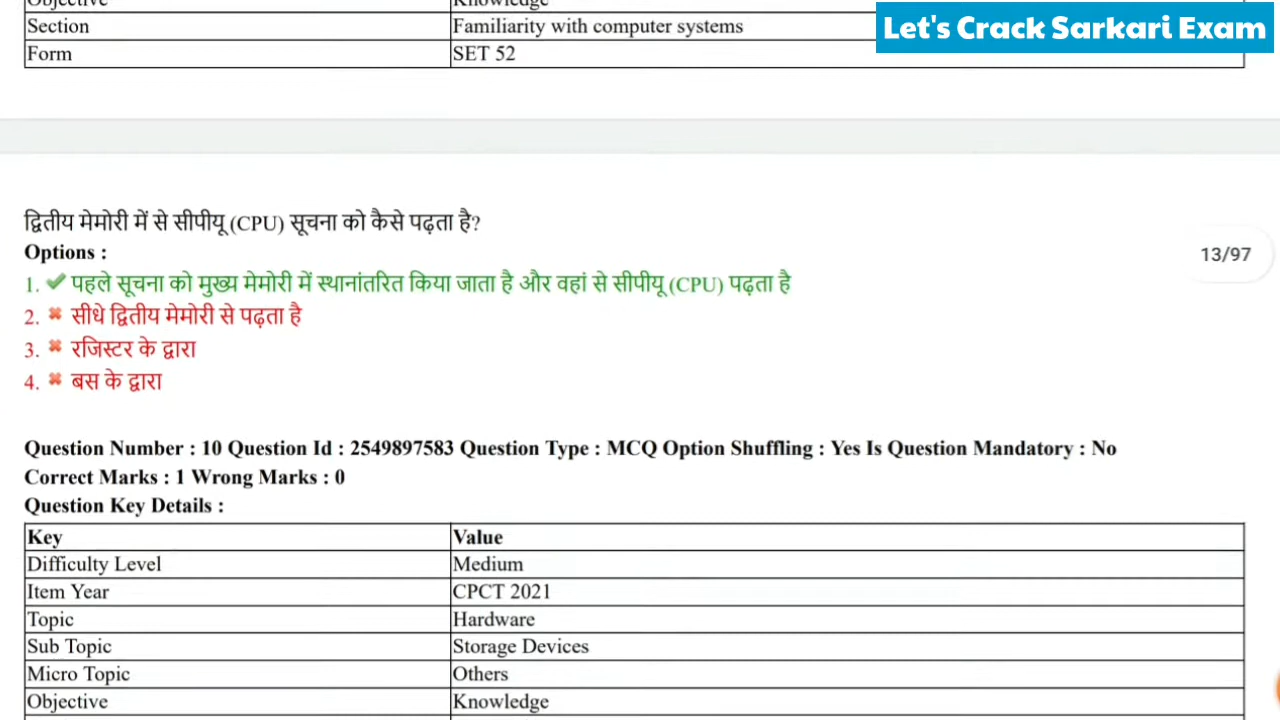 Objective Knowledge
Section Familiarity with computer systems
Let's Crack Sarkari Exam
Form SET 52
द्वितीय मेमोरी में से सीपीयू (CPU) सूचना को कैसे पढ़ता है?
Options :
13/97
1. ✔ पहले सूचना को मुख्य मेमोरी में स्थानांतरित किया जाता है और वहां से सीपीयू (CPU) पढ़ता है
2. ✖ सीधे द्वितीय मेमोरी से पढ़ता है
3. ✖ रजिस्टर के द्वारा
4. ✖ बस के द्वारा
Question Number : 10 Question Id : 2549897583 Question Type : MCQ Option Shuffling : Yes Is Question Mandatory : No
Correct Marks : 1 Wrong Marks : 0
Question Key Details :
Key Value
Difficulty Level Medium
Item Year CPCT 2021
Topic Hardware
Sub Topic Storage Devices
Micro Topic Others
Objective Knowledge